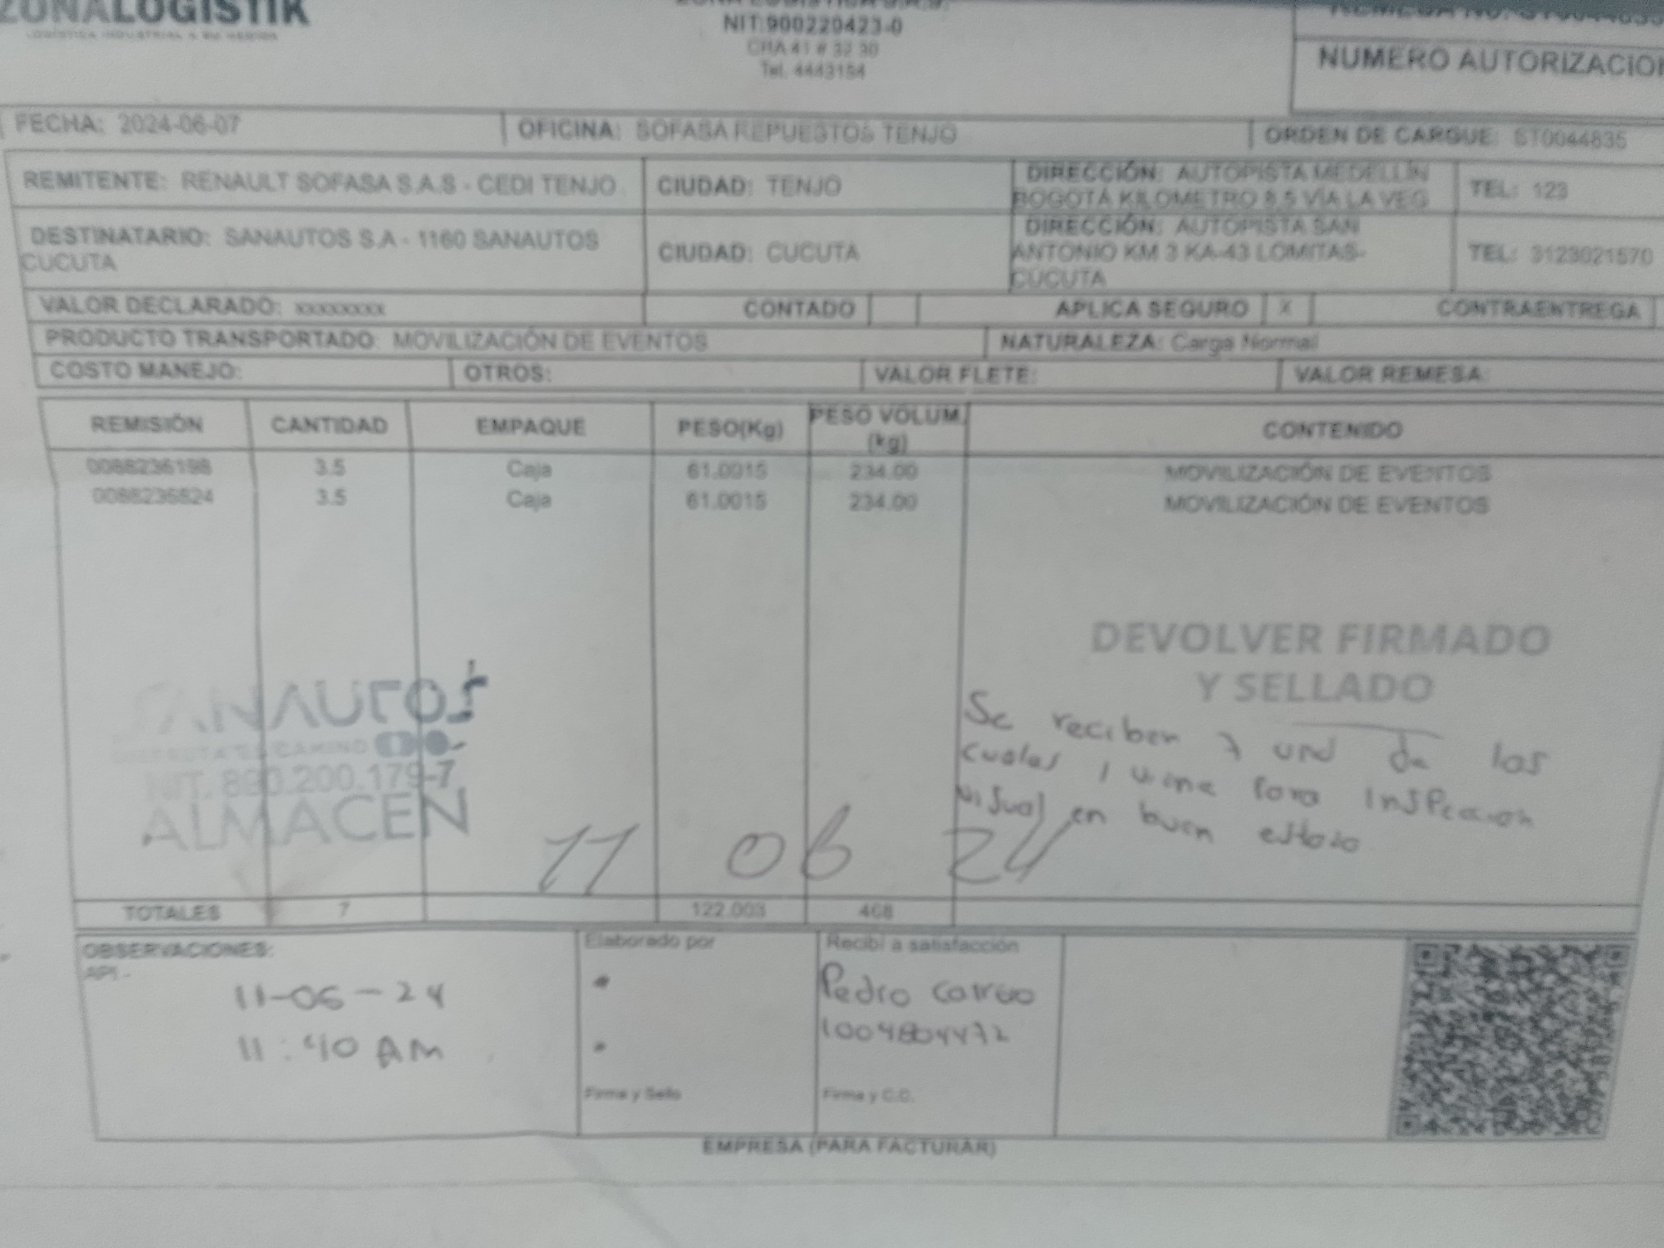 ZONALOGISTIK
NIT:900220423-0
CRA 41 # 32 30
Tel. 4443154
NUMERO AUTORIZACION
FECHA: 2024-06-07
OFICINA: SOFASA REPUESTOS TENJO
ORDEN DE CARGUE: ST0044835
REMITENTE: RENAULT SOFASA S.A.S - CEDI TENJO
CIUDAD: TENJO
DIRECCIÓN: AUTOPISTA MEDELLÍN
BOGOTÁ KILOMETRO 8.5 VÍA LA VEG
TEL: 123
DESTINATARIO: SANAUTOS S.A - 1160 SANAUTOS
CUCUTA
CIUDAD: CUCUTA
DIRECCIÓN: AUTOPISTA SAN
ANTONIO KM 3 KA-43 LOMITAS-
CÚCUTA
TEL: 3123021570
VALOR DECLARADO: xxxxxxxx
CONTADO
APLICA SEGURO X
CONTRAENTREGA
PRODUCTO TRANSPORTADO: MOVILIZACIÓN DE EVENTOS
NATURALEZA: Carga Normal
COSTO MANEJO:
OTROS:
VALOR FLETE:
VALOR REMESA:
REMISIÓN CANTIDAD EMPAQUE PESO(Kg) PESO VOLUM. (kg) CONTENIDO
0088236198 3.5 Caja 61.0015 234.00 MOVILIZACIÓN DE EVENTOS
0088236824 3.5 Caja 61.0015 234.00 MOVILIZACIÓN DE EVENTOS
DEVOLVER FIRMADO
Y SELLADO
Se reciben 7 und de los
cuales 1 viene para inspeccion
visual en buen estado
SANAUTOS
DISFRUTA EL CAMINO
NIT. 890.200.179-7
ALMACEN
11 06 24
TOTALES 7 122.003 468
OBSERVACIONES:
API -
11-06-24
11:40 AM
Elaborado por
Firma y Sello
Recibí a satisfacción
Pedro
1004804472
Firma y C.C.
EMPRESA (PARA FACTURAR)